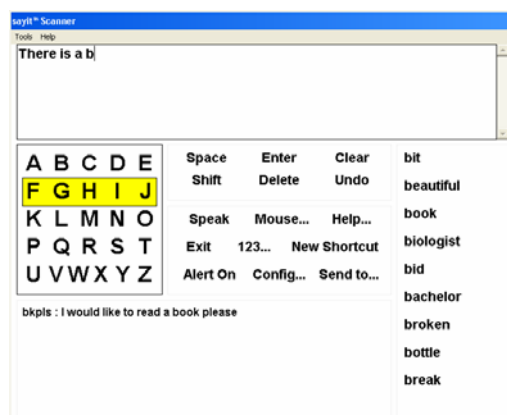 sayit™ Scanner
Tools Help
There is a b
A B C D E
F G H I J
K L M N O
P Q R S T
U V W X Y Z
Space Enter Clear
Shift Delete Undo
Speak Mouse... Help...
Exit 123... New Shortcut
Alert On Config... Send to...
bit
beautiful
book
biologist
bid
bachelor
broken
bottle
break
bkpls : I would like to read a book please